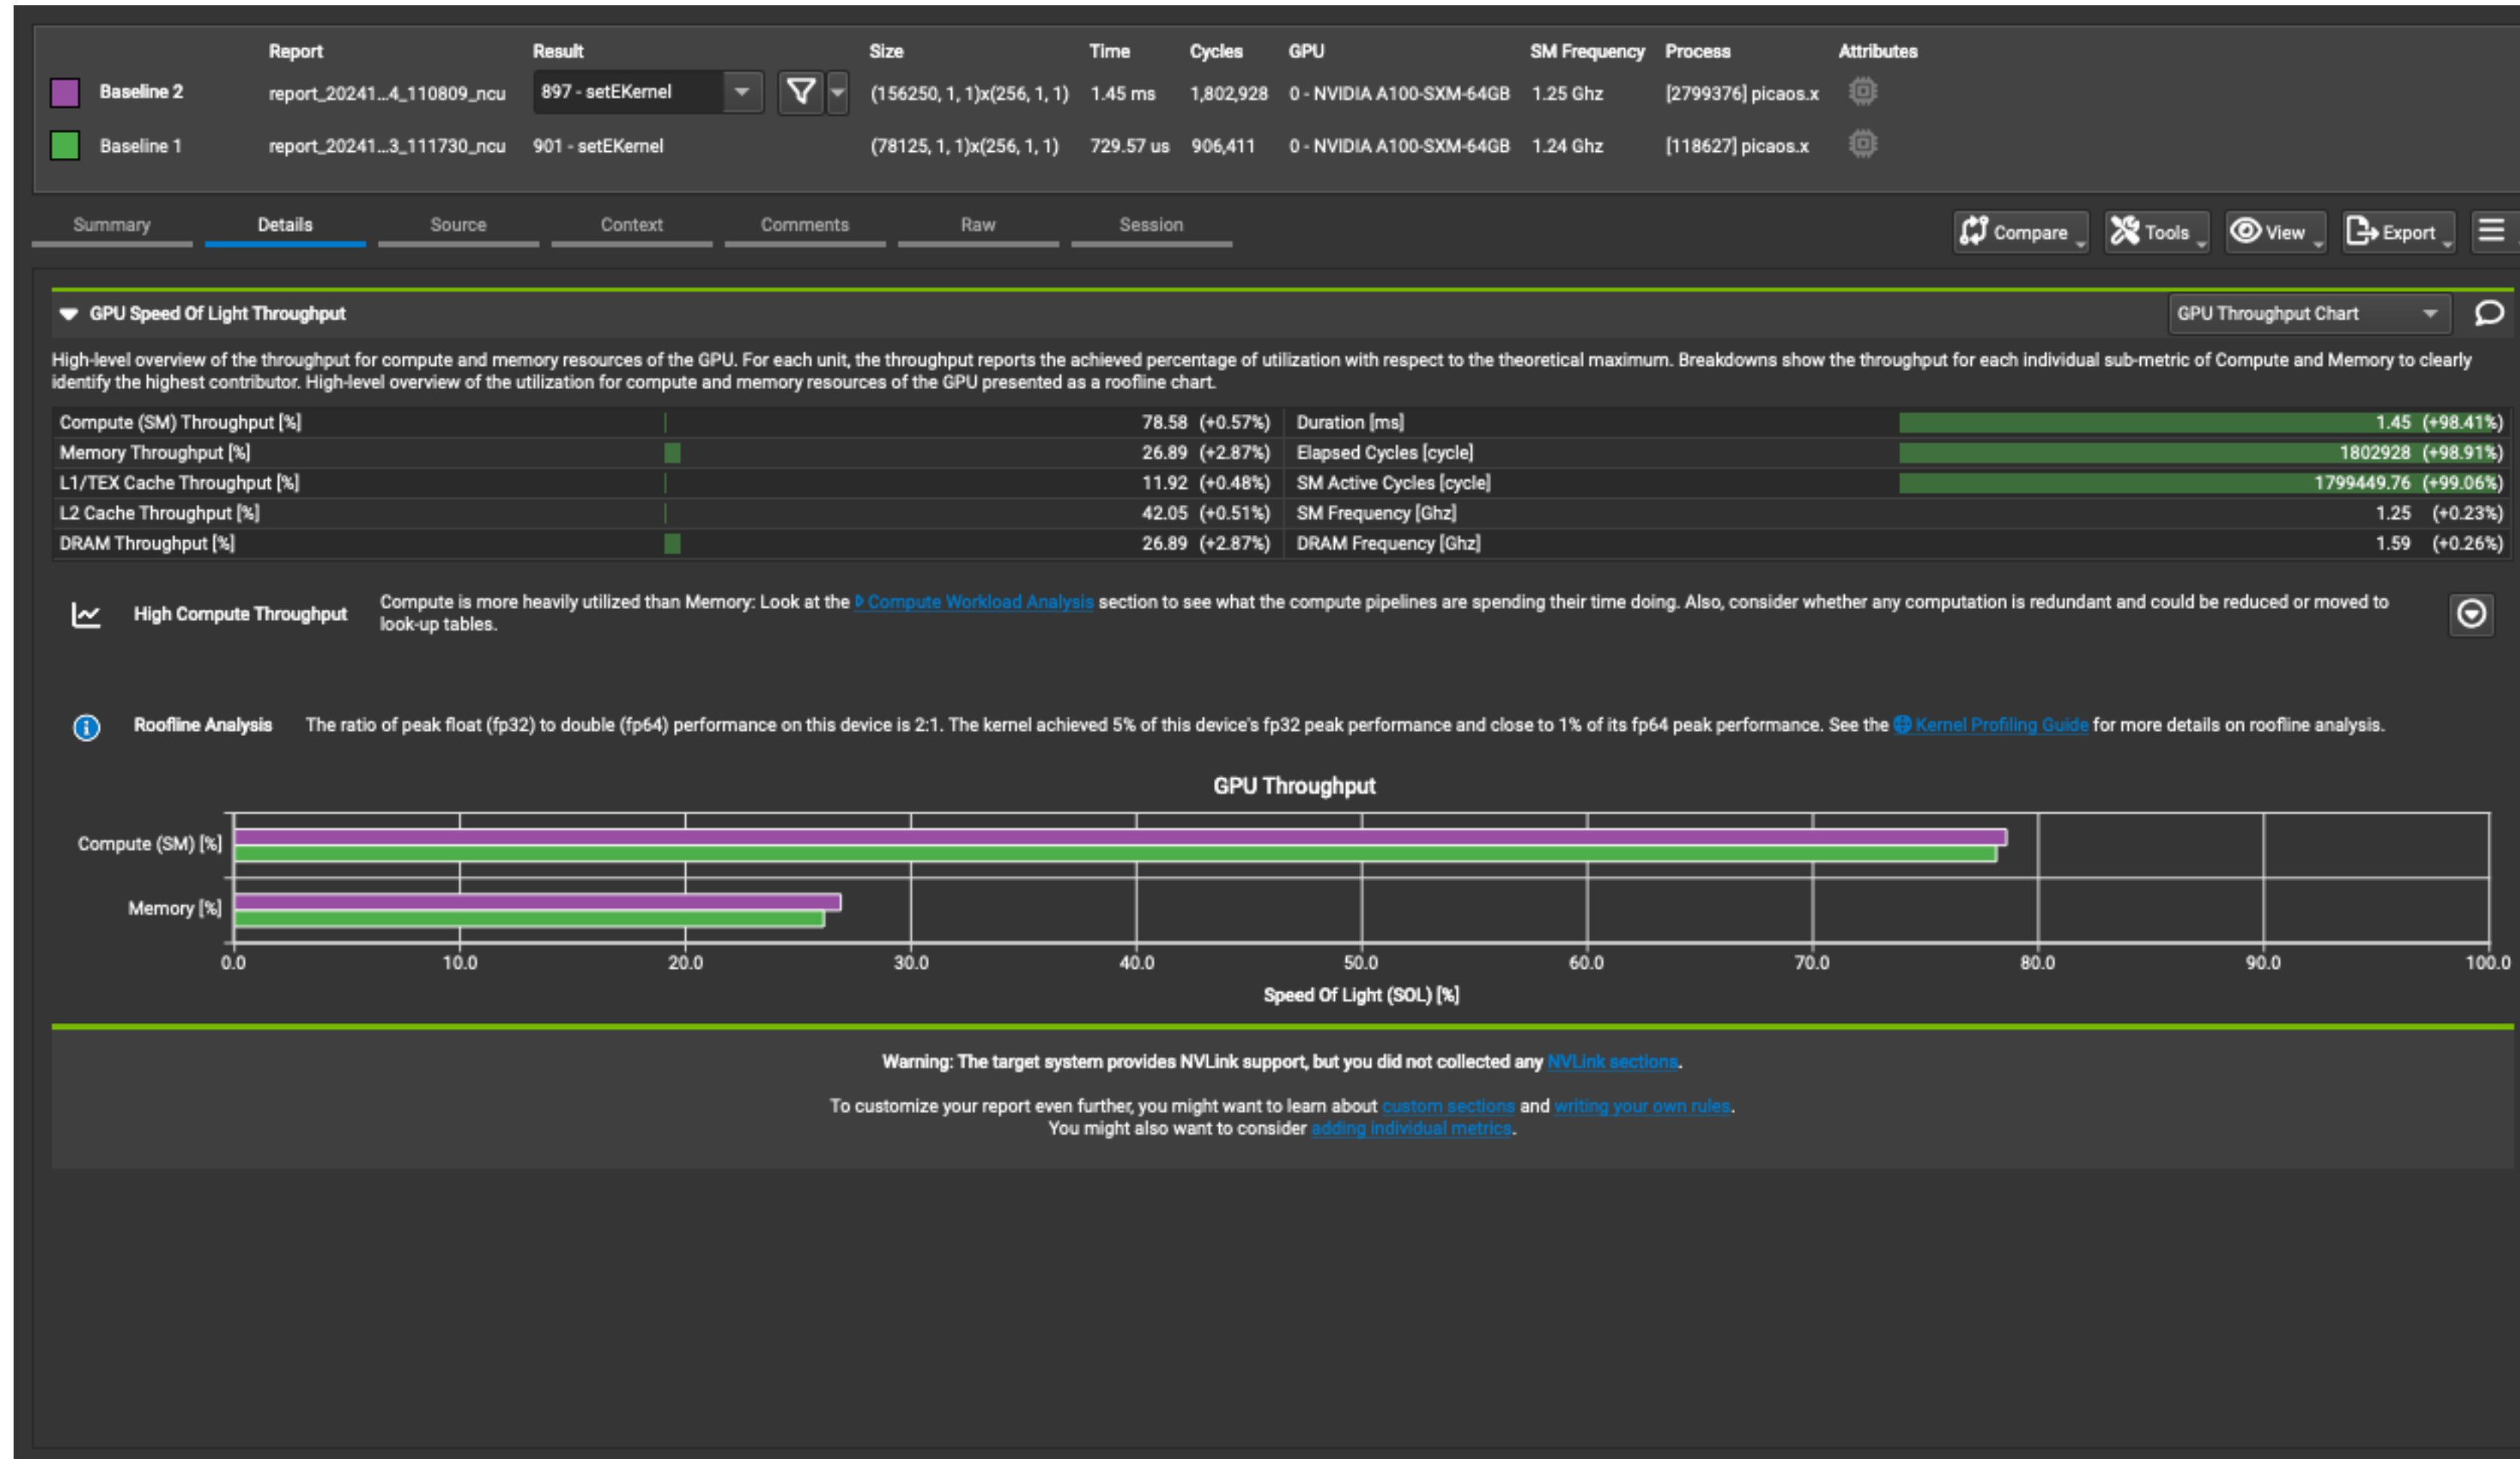 Report Result Size Time Cycles GPU SM Frequency Process Attributes
Baseline 2 report_20241...4_110809_ncu 897 - setEKernel (156250, 1, 1)x(256, 1, 1) 1.45 ms 1,802,928 0 - NVIDIA A100-SXM-64GB 1.25 Ghz [2799376] picaos.x
Baseline 1 report_20241...3_111730_ncu 901 - setEKernel (78125, 1, 1)x(256, 1, 1) 729.57 us 906,411 0 - NVIDIA A100-SXM-64GB 1.24 Ghz [118627] picaos.x
Summary Details Source Context Comments Raw Session Compare Tools View Export
GPU Speed Of Light Throughput GPU Throughput Chart
High-level overview of the throughput for compute and memory resources of the GPU. For each unit, the throughput reports the achieved percentage of utilization with respect to the theoretical maximum. Breakdowns show the throughput for each individual sub-metric of Compute and Memory to clearly
identify the highest contributor. High-level overview of the utilization for compute and memory resources of the GPU presented as a roofline chart.
Compute (SM) Throughput [%] 78.58 (+0.57%) Duration [ms] 1.45 (+98.41%)
Memory Throughput [%] 26.89 (+2.87%) Elapsed Cycles [cycle] 1802928 (+98.91%)
L1/TEX Cache Throughput [%] 11.92 (+0.48%) SM Active Cycles [cycle] 1799449.76 (+99.06%)
L2 Cache Throughput [%] 42.05 (+0.51%) SM Frequency [Ghz] 1.25 (+0.23%)
DRAM Throughput [%] 26.89 (+2.87%) DRAM Frequency [Ghz] 1.59 (+0.26%)
High Compute Throughput Compute is more heavily utilized than Memory: Look at the Compute Workload Analysis section to see what the compute pipelines are spending their time doing. Also, consider whether any computation is redundant and could be reduced or moved to
look-up tables.
Roofline Analysis The ratio of peak float (fp32) to double (fp64) performance on this device is 2:1. The kernel achieved 5% of this device's fp32 peak performance and close to 1% of its fp64 peak performance. See the Kernel Profiling Guide for more details on roofline analysis.
GPU Throughput
Compute (SM) [%]
Memory [%]
0.0 10.0 20.0 30.0 40.0 50.0 60.0 70.0 80.0 90.0 100.0
Speed Of Light (SOL) [%]
Warning: The target system provides NVLink support, but you did not collected any NVLink sections.
To customize your report even further, you might want to learn about custom sections and writing your own rules.
You might also want to consider adding individual metrics.